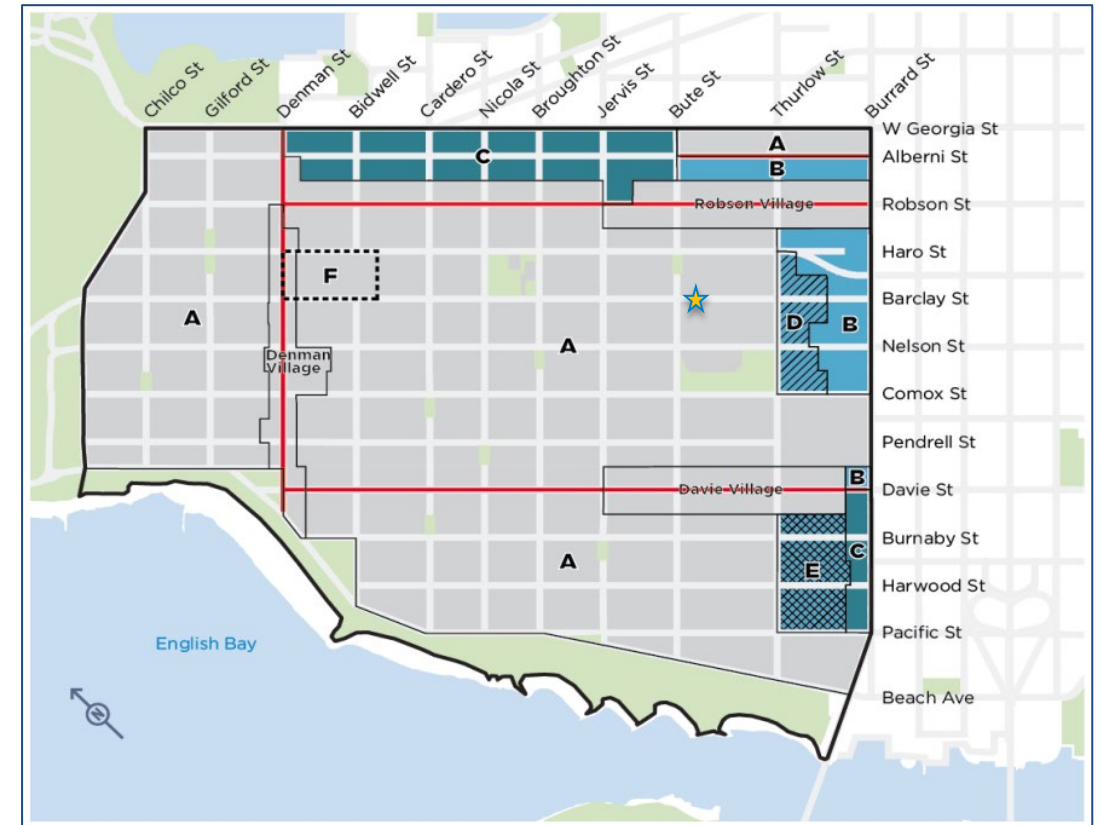 Chilco St
Gilford St
Denman St
Bidwell St
Cardero St
Nicola St
Broughton St
Jervis St
Bute St
Thurlow St
Burrard St
W Georgia St
A
Alberni St
C
B
Robson Village
Robson St
Haro St
F
Barclay St
A
D
B
Nelson St
A
Denman
Village
Comox St
Pendrell St
B
Davie Village
Davie St
Burnaby St
C
A
E
Harwood St
Pacific St
English Bay
Beach Ave
N